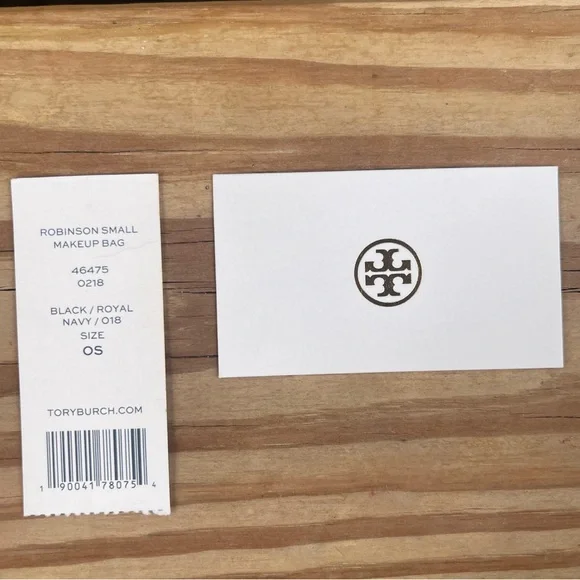 ROBINSON SMALL
MAKEUP BAG
46475
0218
BLACK / ROYAL
NAVY / 018
SIZE
OS
TORYBURCH.COM
1 90041 78075 4